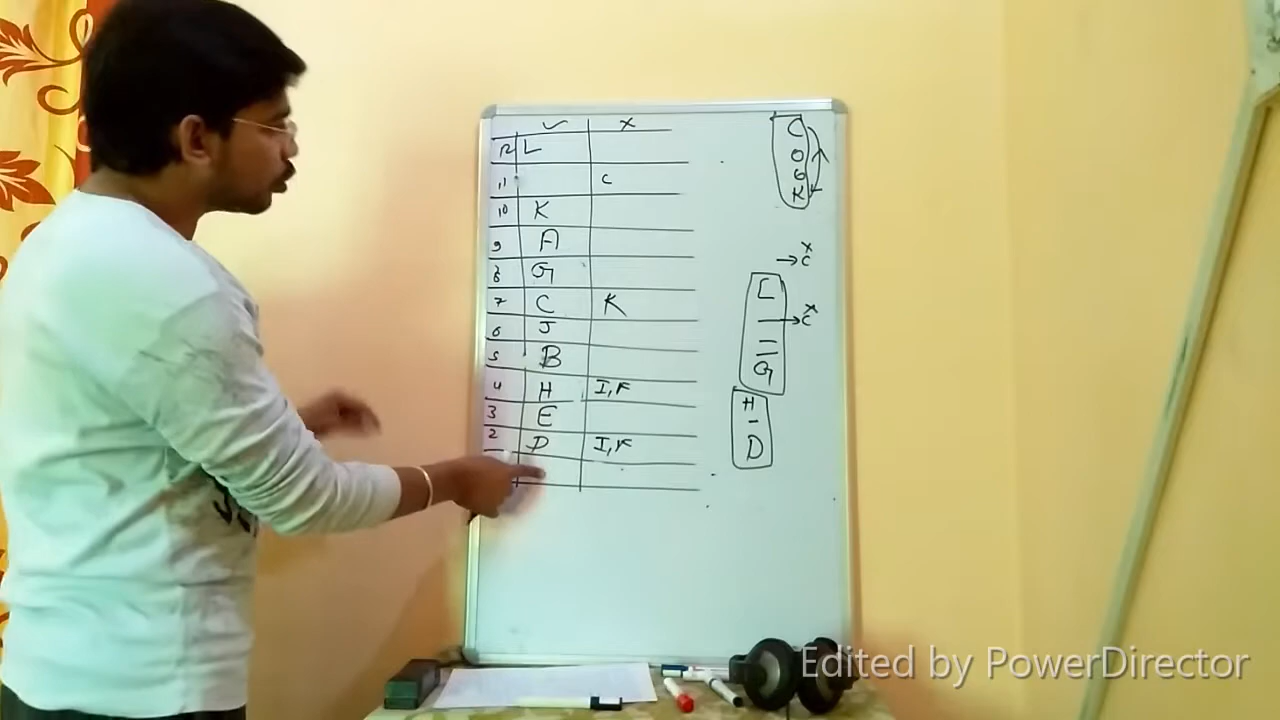 ✓ X
12 L
11 C
10 K
9 A
8 G
7 C K
6 J
5 B
4 H I, F
3 E
2 D I, F
C
O
G
K
→ C X
L
→ C X
G
H
D
Edited by PowerDirector